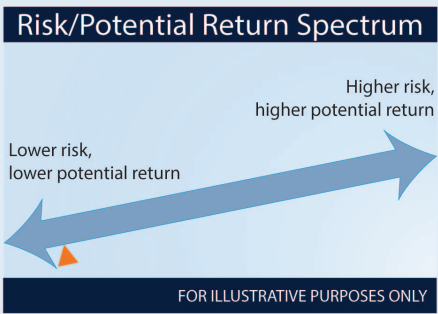 Risk/Potential Return Spectrum
Higher risk,
higher potential return
Lower risk,
lower potential return
FOR ILLUSTRATIVE PURPOSES ONLY